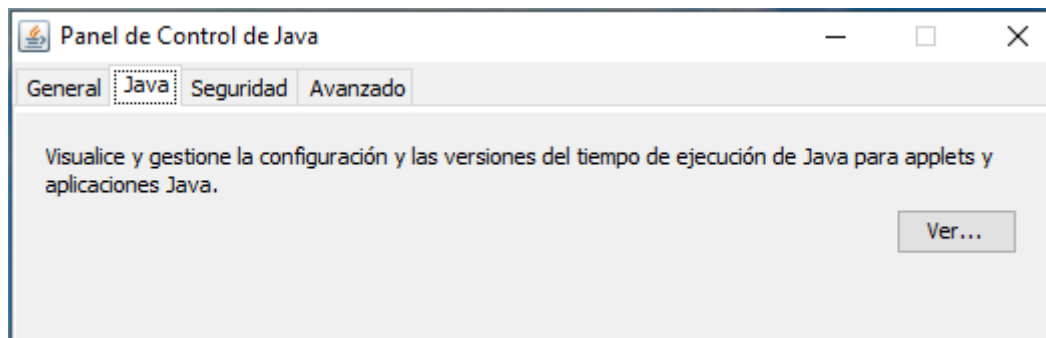 Panel de Control de Java
General Java Seguridad Avanzado
Visualice y gestione la configuración y las versiones del tiempo de ejecución de Java para applets y
aplicaciones Java.
Ver...